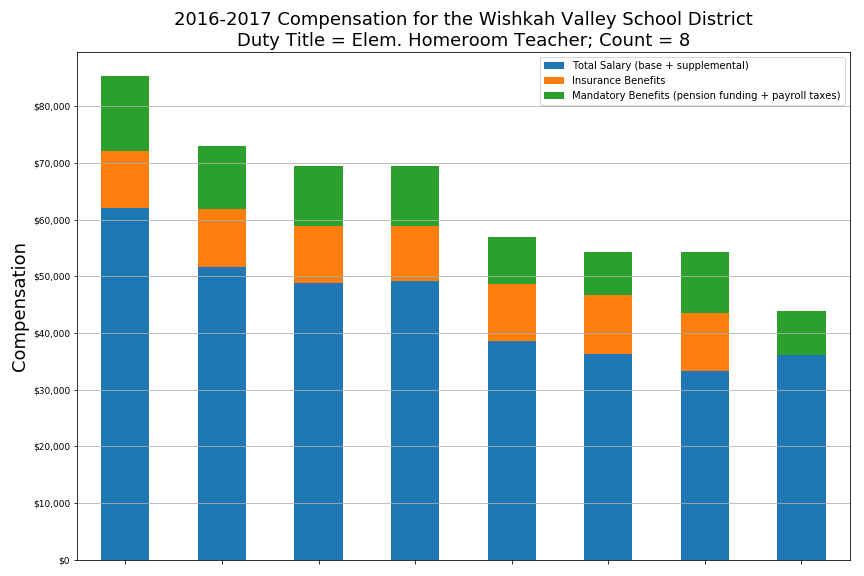 2016-2017 Compensation for the Wishkah Valley School District
Duty Title = Elem. Homeroom Teacher; Count = 8
Total Salary (base + supplemental)
Insurance Benefits
Mandatory Benefits (pension funding + payroll taxes)
Compensation
$80,000
$70,000
$60,000
$50,000
$40,000
$30,000
$20,000
$10,000
$0